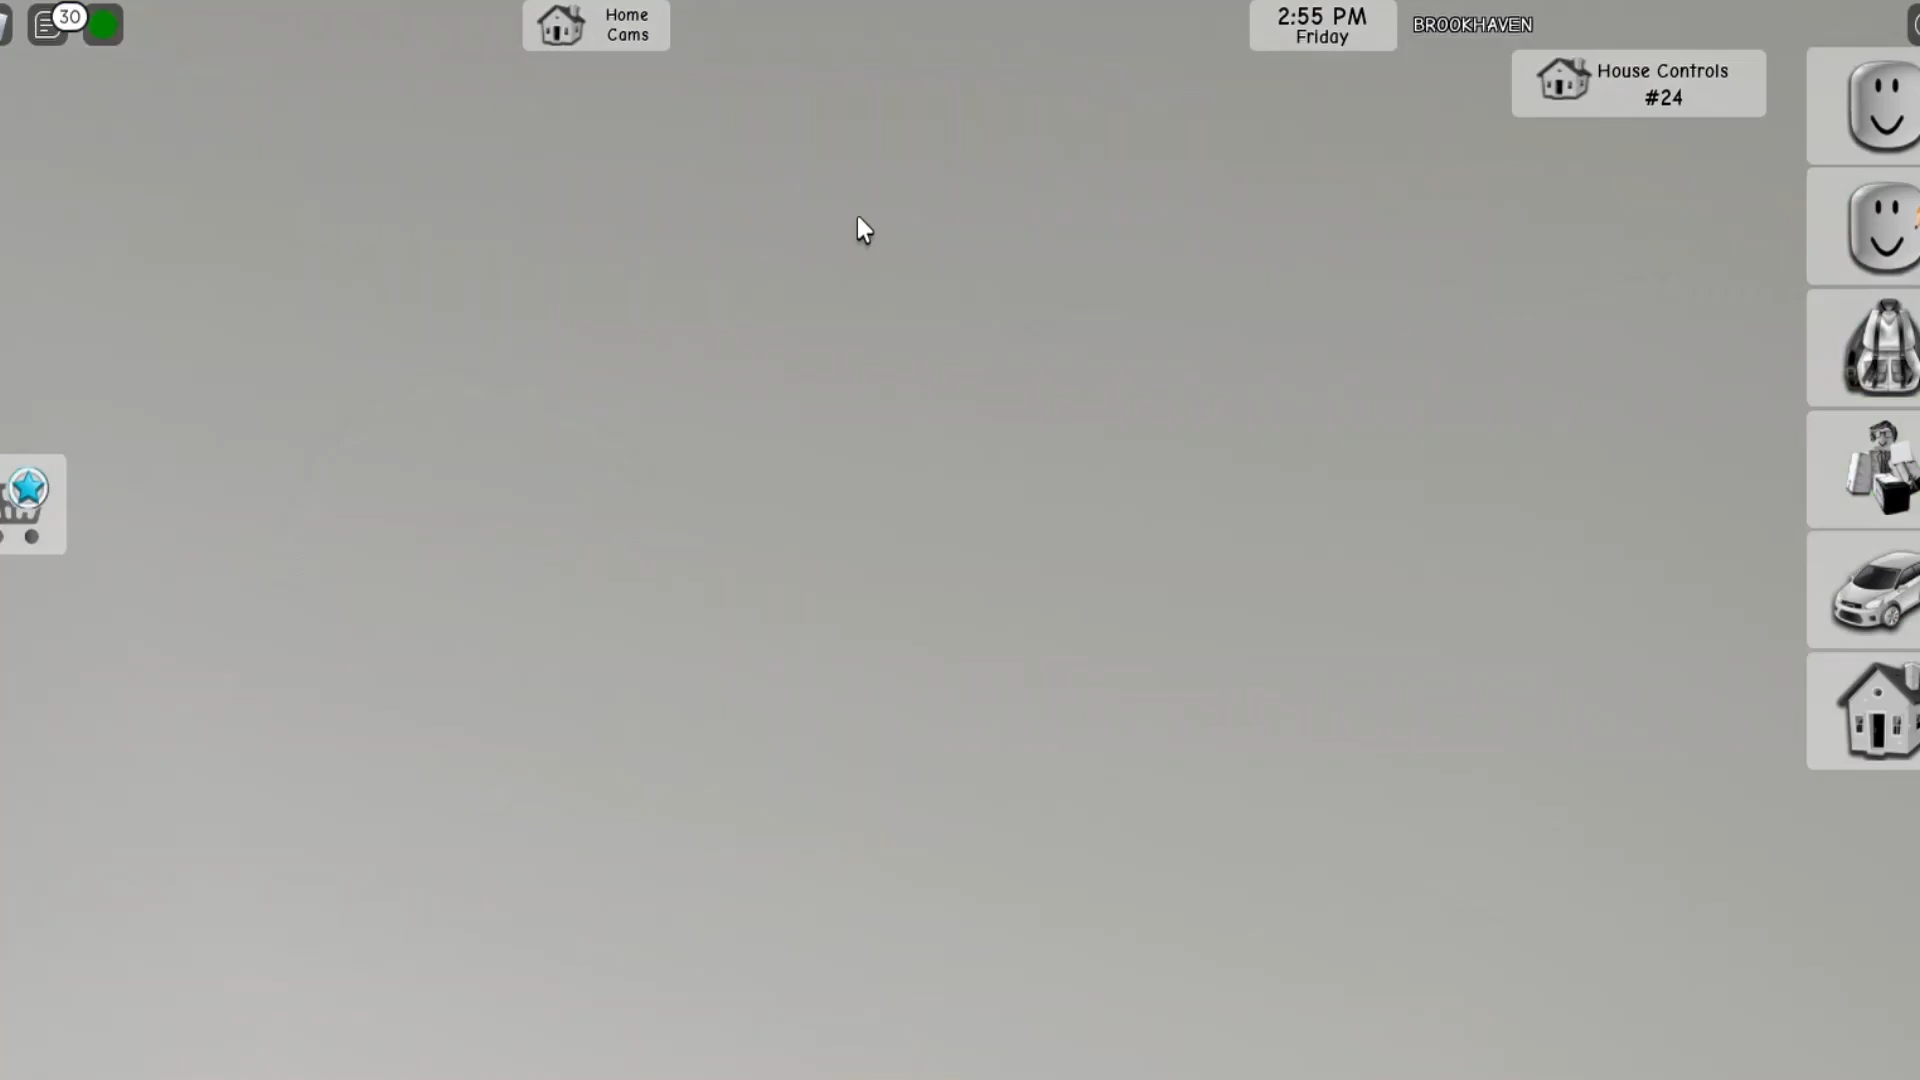 30
Home
Cams
2:55 PM
Friday
BROOKHAVEN
House Controls
#24